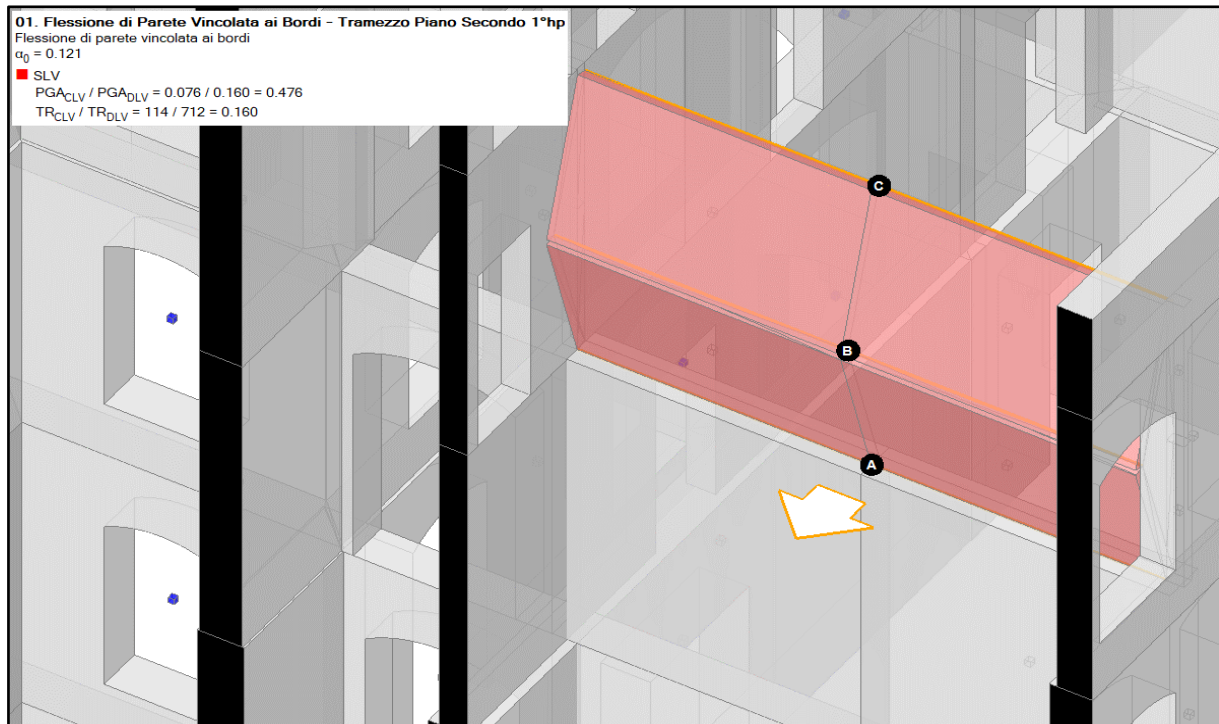 01. Flessione di Parete Vincolata ai Bordi - Tramezzo Piano Secondo 1°hp
Flessione di parete vincolata ai bordi
α0 = 0.121
SLV
PGACLV / PGADLV = 0.076 / 0.160 = 0.476
TRCLV / TRDLV = 114 / 712 = 0.160
C
B
A